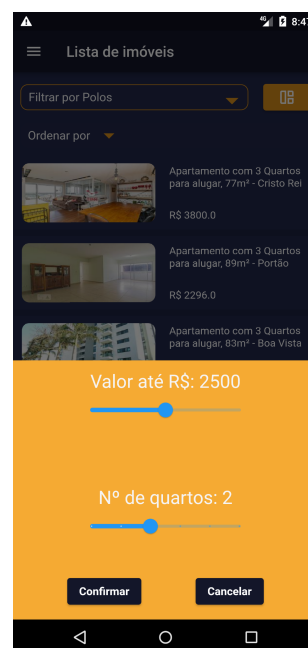 4G 8:47
Lista de imóveis
Filtrar por Polos
Ordenar por
Apartamento com 3 Quartos
para alugar, 77m² - Cristo Rei
R$ 3800.0
Apartamento com 3 Quartos
para alugar, 89m² - Portão
R$ 2296.0
Apartamento com 3 Quartos
para alugar, 83m² - Boa Vista
Valor até R$: 2500
Nº de quartos: 2
Confirmar Cancelar